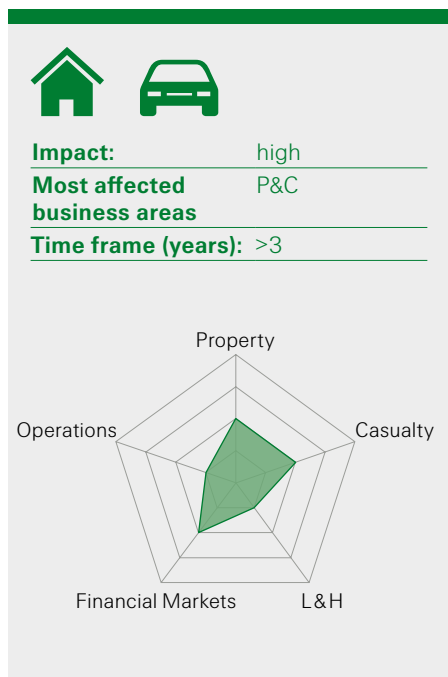 Impact: high
Most affected P&C
business areas
Time frame (years): >3
Property
Operations Casualty
Financial Markets L&H